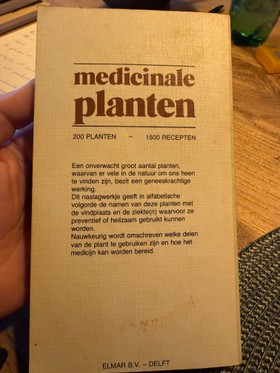 medicinale
planten
200 PLANTEN – 1500 RECEPTEN
Een onverwacht groot aantal planten,
waarvan er vele in de natuur om ons heen
te vinden zijn, bezit een geneeskrachtige
werking.
Dit naslagwerkje geeft in alfabetische
volgorde de namen van deze planten met
de vindplaats en de ziekte(n) waarvoor ze
preventief of heilzaam gebruikt kunnen
worden.
Nauwkeurig wordt omschreven welke delen
van de plant te gebruiken zijn en hoe het
medicijn kan worden bereid.
ELMAR B.V. – DELFT